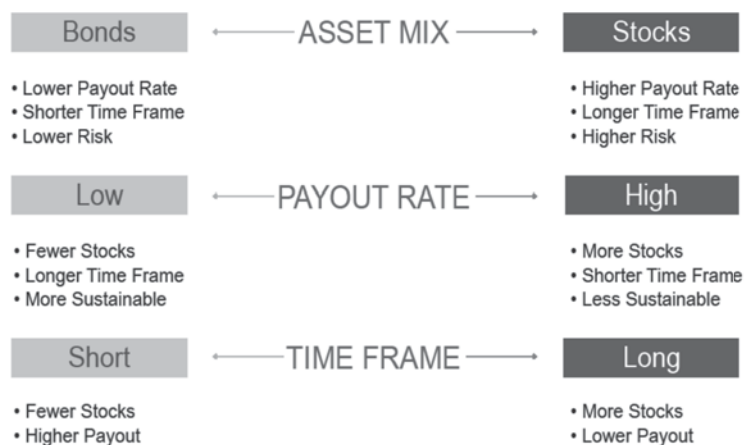 Bonds ASSET MIX Stocks
• Lower Payout Rate
• Shorter Time Frame
• Lower Risk
• Higher Payout Rate
• Longer Time Frame
• Higher Risk
Low PAYOUT RATE High
• Fewer Stocks
• Longer Time Frame
• More Sustainable
• More Stocks
• Shorter Time Frame
• Less Sustainable
Short TIME FRAME Long
• Fewer Stocks
• Higher Payout
• More Stocks
• Lower Payout